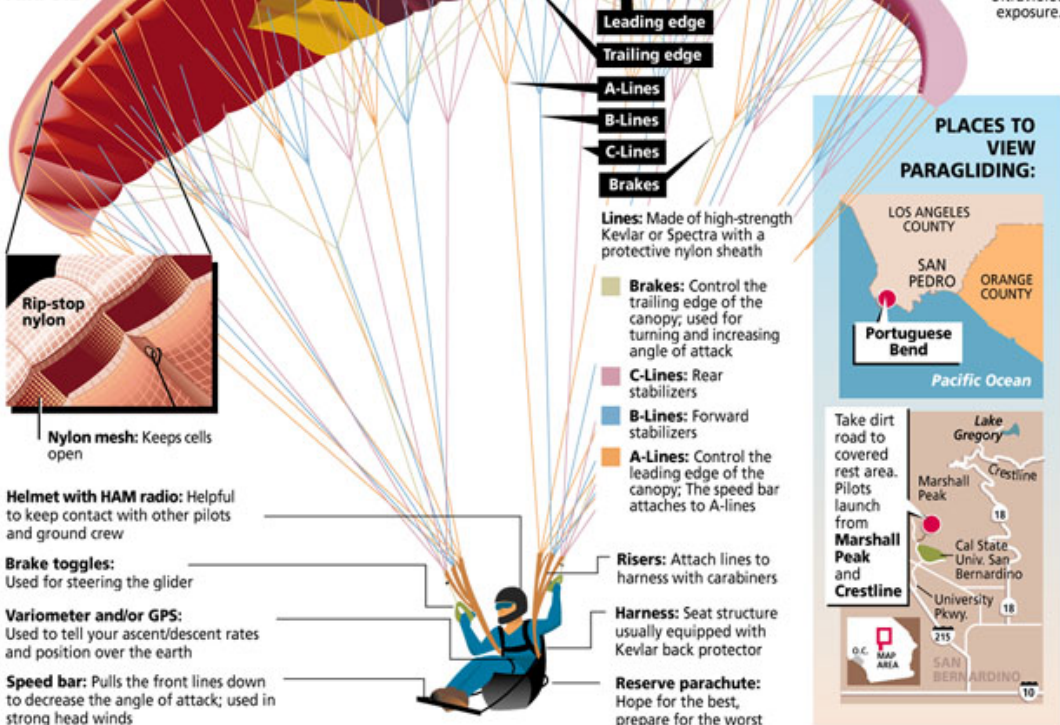 exposure.
Leading edge
Trailing edge
A-Lines
B-Lines
C-Lines
Brakes
Lines: Made of high-strength
Kevlar or Spectra with a
protective nylon sheath
Brakes: Control the
trailing edge of the
canopy; used for
turning and increasing
angle of attack
C-Lines: Rear
stabilizers
B-Lines: Forward
stabilizers
A-Lines: Control the
leading edge of the
canopy; The speed bar
attaches to A-lines
Rip-stop
nylon
Nylon mesh: Keeps cells
open
Helmet with HAM radio: Helpful
to keep contact with other pilots
and ground crew
Brake toggles:
Used for steering the glider
Variometer and/or GPS:
Used to tell your ascent/descent rates
and position over the earth
Speed bar: Pulls the front lines down
to decrease the angle of attack; used in
strong head winds
Risers: Attach lines to
harness with carabiners
Harness: Seat structure
usually equipped with
Kevlar back protector
Reserve parachute:
Hope for the best,
prepare for the worst
PLACES TO
VIEW
PARAGLIDING:
LOS ANGELES
COUNTY
SAN
PEDRO
ORANGE
COUNTY
Portuguese
Bend
Pacific Ocean
Take dirt
road to
covered
rest area.
Pilots
launch
from
Marshall
Peak
and
Crestline
Lake
Gregory
Crestline
Marshall
Peak
18
Cal State
Univ. San
Bernardino
University
Pkwy.
18
215
O.C.
MAP
AREA
SAN
BERNARDINO
10